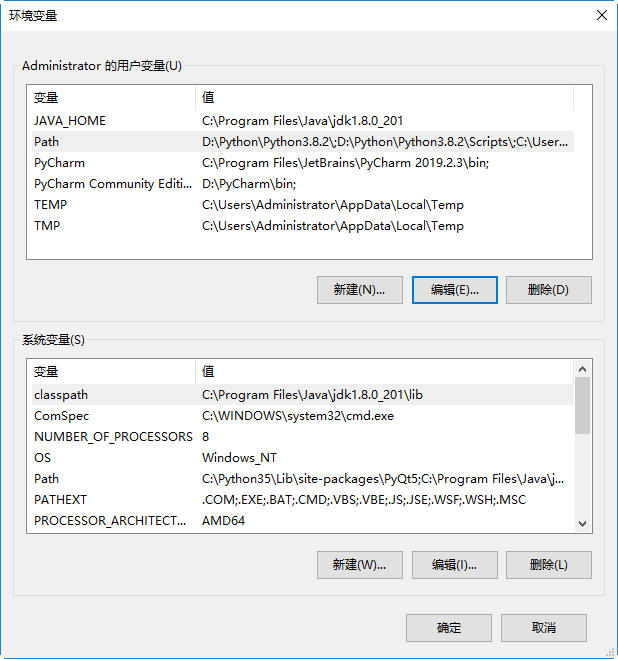 环境变量
Administrator 的用户变量(U)
变量 值
JAVA_HOME C:\Program Files\Java\jdk1.8.0_201
Path D:\Python\Python3.8.2\;D:\Python\Python3.8.2\Scripts\;C:\User...
PyCharm C:\Program Files\JetBrains\PyCharm 2019.2.3\bin;
PyCharm Community Editi... D:\PyCharm\bin;
TEMP C:\Users\Administrator\AppData\Local\Temp
TMP C:\Users\Administrator\AppData\Local\Temp
新建(N)... 编辑(E)... 删除(D)
系统变量(S)
变量 值
classpath C:\Program Files\Java\jdk1.8.0_201\lib
ComSpec C:\WINDOWS\system32\cmd.exe
NUMBER_OF_PROCESSORS 8
OS Windows_NT
Path C:\Python35\Lib\site-packages\PyQt5;C:\Program Files\Java\j...
PATHEXT .COM;.EXE;.BAT;.CMD;.VBS;.VBE;.JS;.JSE;.WSF;.WSH;.MSC
PROCESSOR_ARCHITECT... AMD64
新建(W)... 编辑(I)... 删除(L)
确定 取消